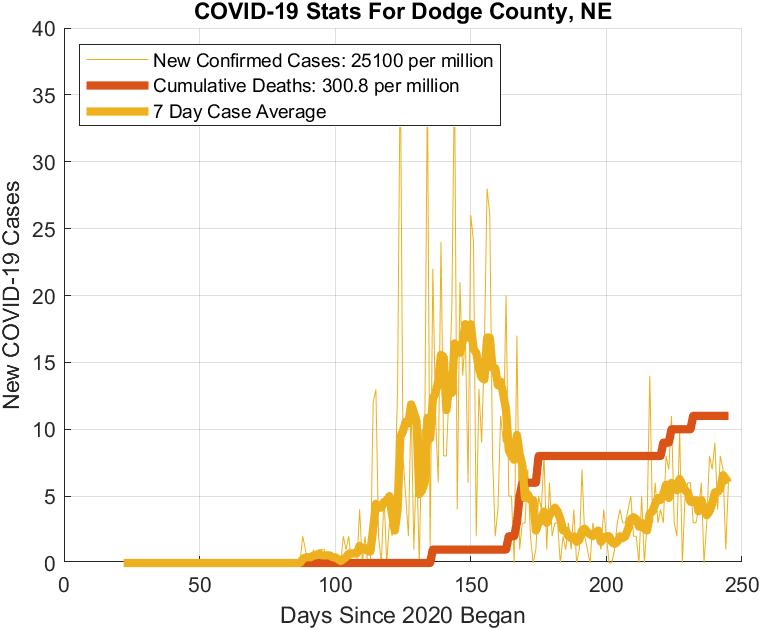 COVID-19 Stats For Dodge County, NE
New Confirmed Cases: 25100 per million
Cumulative Deaths: 300.8 per million
7 Day Case Average
New COVID-19 Cases
40
35
30
25
20
15
10
5
0
0 50 100 150 200 250
Days Since 2020 Began